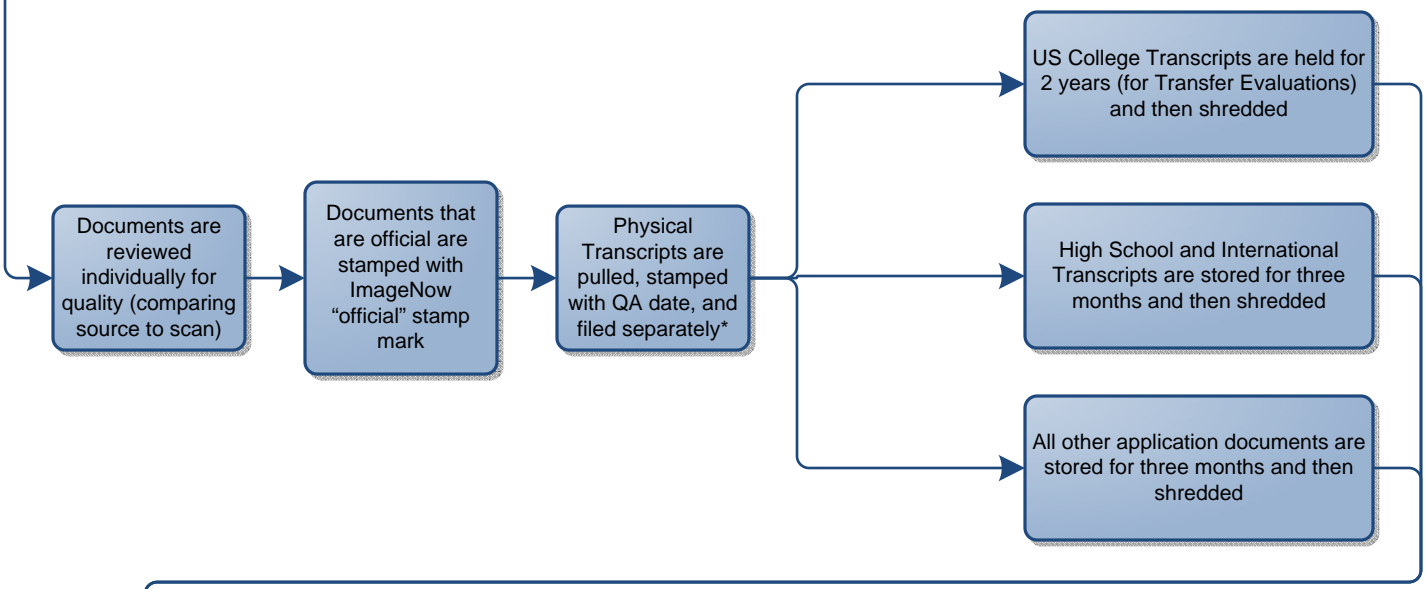 Documents are
reviewed
individually for
quality (comparing
source to scan)
Documents that
are official are
stamped with
ImageNow
“official” stamp
mark
Physical
Transcripts are
pulled, stamped
with QA date, and
filed separately*
US College Transcripts are held for
2 years (for Transfer Evaluations)
and then shredded
High School and International
Transcripts are stored for three
months and then shredded
All other application documents are
stored for three months and then
shredded